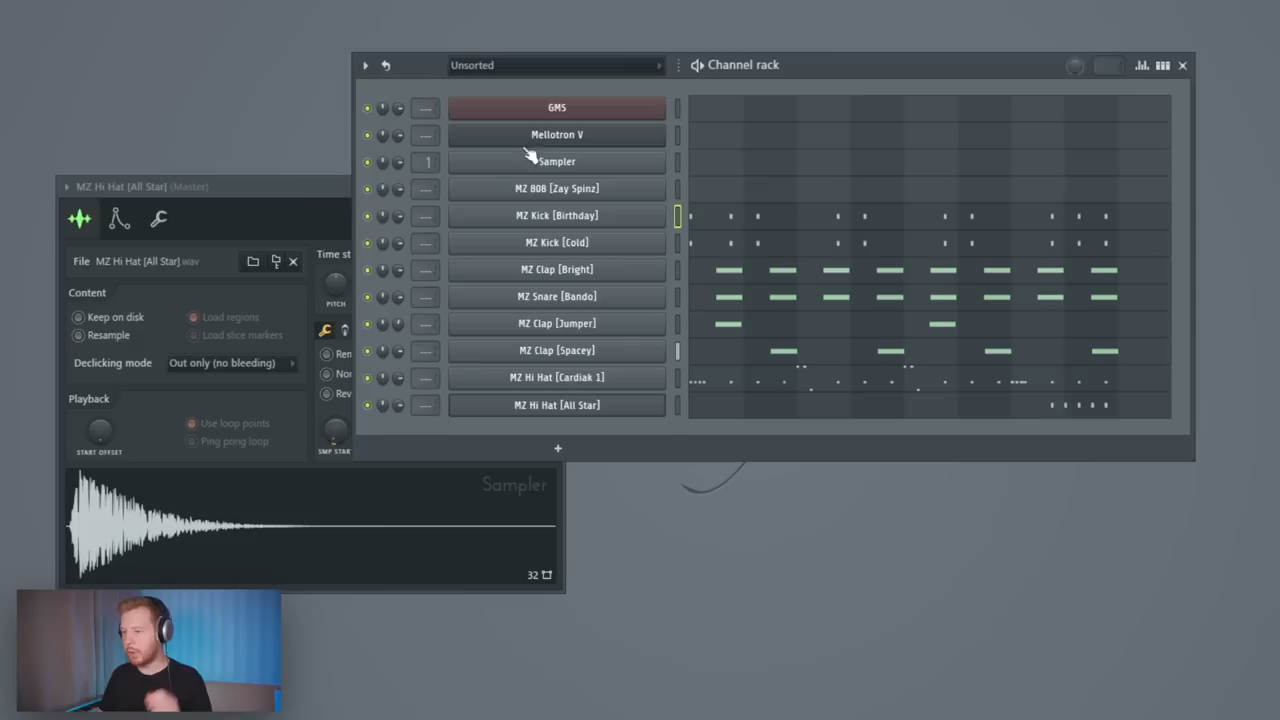 Unsorted
Channel rack
---
GMS
---
Mellotron V
1
Sampler
---
MZ 808 [Zay Spinz]
---
MZ Kick [Birthday]
---
MZ Kick [Cold]
---
MZ Clap [Bright]
---
MZ Snare [Bando]
---
MZ Clap [Jumper]
---
MZ Clap [Spacey]
---
MZ Hi Hat [Cardiak 1]
---
MZ Hi Hat [All Star]
+
MZ Hi Hat [All Star] (Master)
File MZ Hi Hat [All Star].wav
Time st
Content
PITCH
Keep on disk
Load regions
Resample
Load slice markers
Rem
Declicking mode
Out only (no bleeding)
Nor
Rev
Playback
Use loop points
Ping pong loop
START OFFSET
SMP STAR
Sampler
32